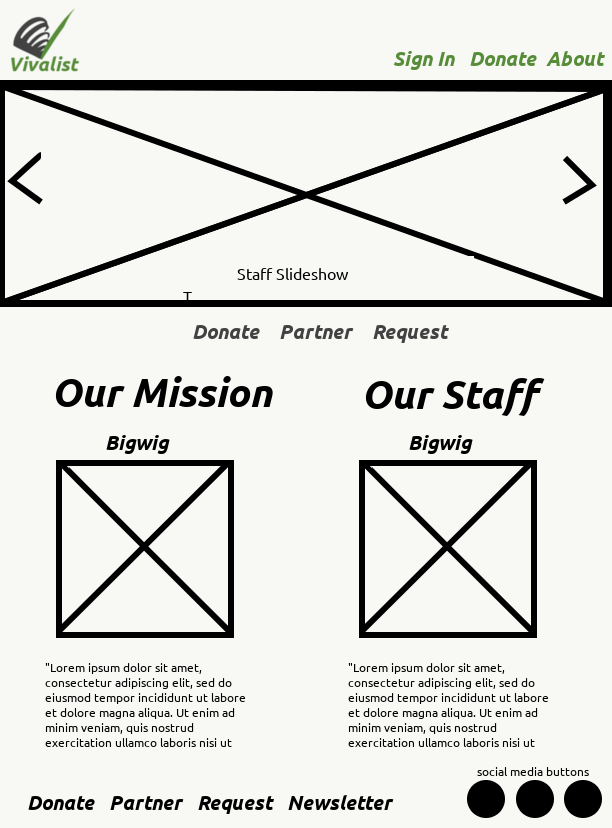 Vivalist
Sign In Donate About
Staff Slideshow
T
Donate Partner Request
Our Mission Our Staff
Bigwig Bigwig
"Lorem ipsum dolor sit amet,
consectetur adipiscing elit, sed do
eiusmod tempor incididunt ut labore
et dolore magna aliqua. Ut enim ad
minim veniam, quis nostrud
exercitation ullamco laboris nisi ut
"Lorem ipsum dolor sit amet,
consectetur adipiscing elit, sed do
eiusmod tempor incididunt ut labore
et dolore magna aliqua. Ut enim ad
minim veniam, quis nostrud
exercitation ullamco laboris nisi ut
social media buttons
Donate Partner Request Newsletter